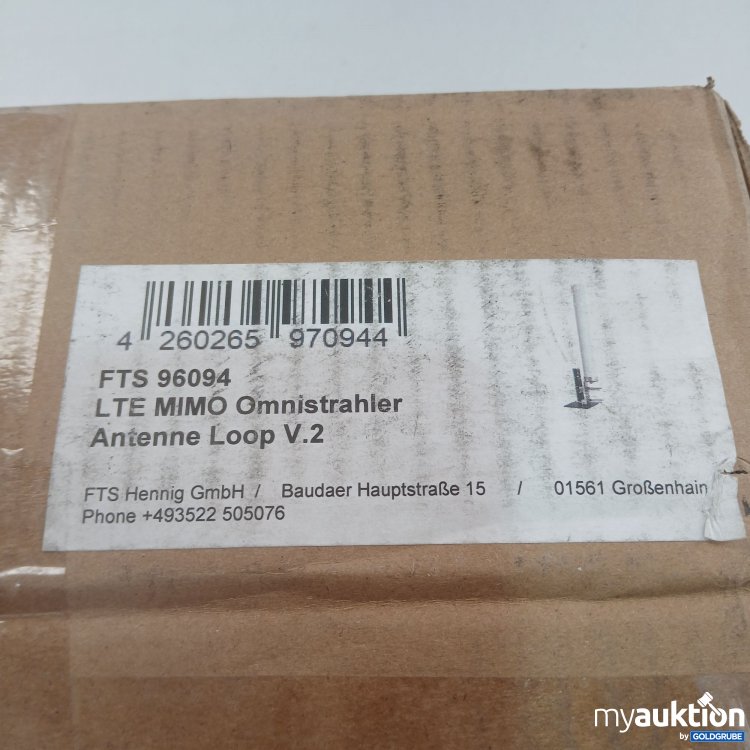 4 260265 970944
FTS 96094
LTE MIMO Omnistrahler
Antenne Loop V.2
FTS Hennig GmbH / Baudaer Hauptstraße 15 / 01561 Großenhain
Phone +493522 505076
myauktion
by GOLDGRUBE